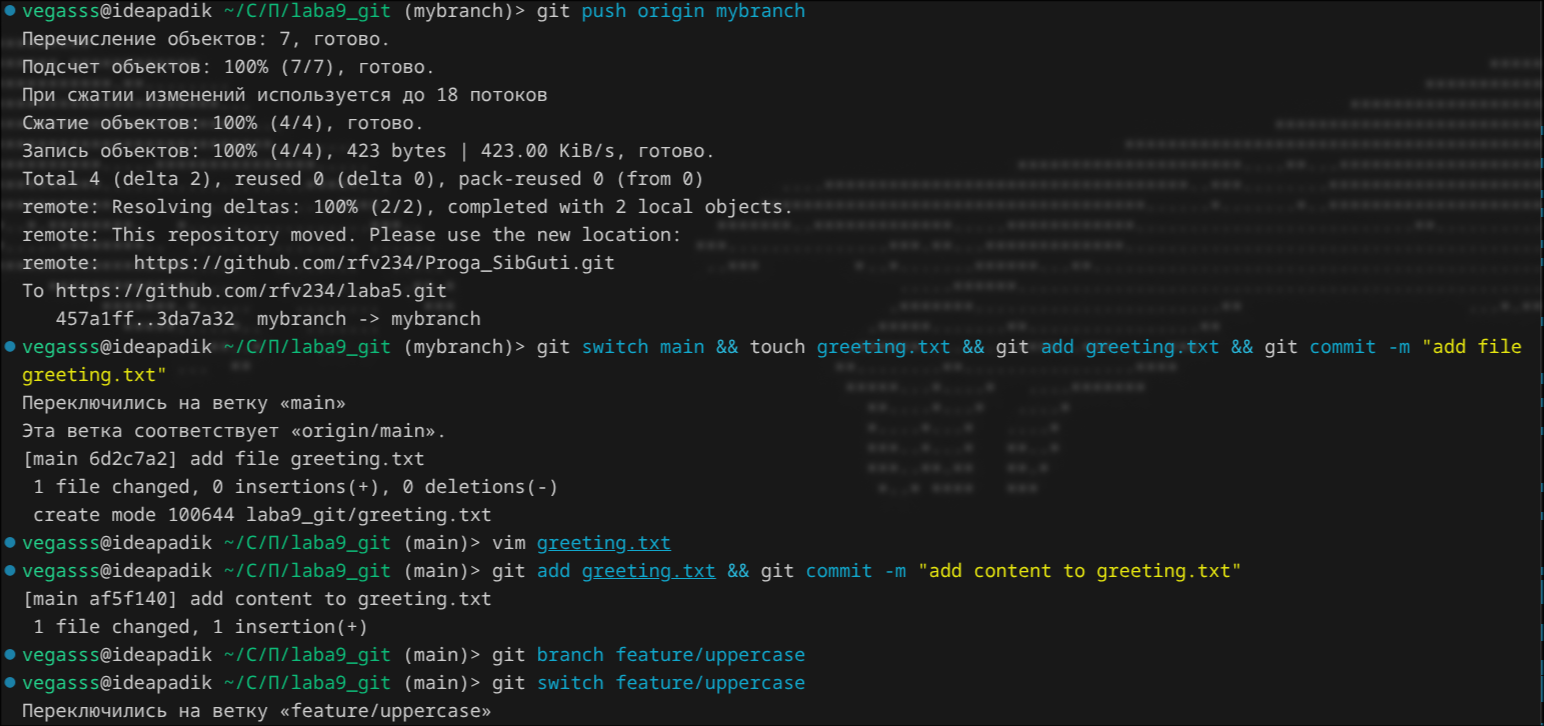 vegasss@ideapadik ~/С/П/laba9_git (mybranch)> git push origin mybranch
Перечисление объектов: 7, готово.
Подсчет объектов: 100% (7/7), готово.
При сжатии изменений используется до 18 потоков
Сжатие объектов: 100% (4/4), готово.
Запись объектов: 100% (4/4), 423 bytes | 423.00 KiB/s, готово.
Total 4 (delta 2), reused 0 (delta 0), pack-reused 0 (from 0)
remote: Resolving deltas: 100% (2/2), completed with 2 local objects.
remote: This repository moved. Please use the new location:
remote:   https://github.com/rfv234/Proga_SibGuti.git
To https://github.com/rfv234/laba5.git
   457a1ff..3da7a32  mybranch -> mybranch
vegasss@ideapadik ~/С/П/laba9_git (mybranch)> git switch main && touch greeting.txt && git add greeting.txt && git commit -m "add file
greeting.txt"
Переключились на ветку «main»
Эта ветка соответствует «origin/main».
[main 6d2c7a2] add file greeting.txt
 1 file changed, 0 insertions(+), 0 deletions(-)
 create mode 100644 laba9_git/greeting.txt
vegasss@ideapadik ~/С/П/laba9_git (main)> vim greeting.txt
vegasss@ideapadik ~/С/П/laba9_git (main)> git add greeting.txt && git commit -m "add content to greeting.txt"
[main af5f140] add content to greeting.txt
 1 file changed, 1 insertion(+)
vegasss@ideapadik ~/С/П/laba9_git (main)> git branch feature/uppercase
vegasss@ideapadik ~/С/П/laba9_git (main)> git switch feature/uppercase
Переключились на ветку «feature/uppercase»